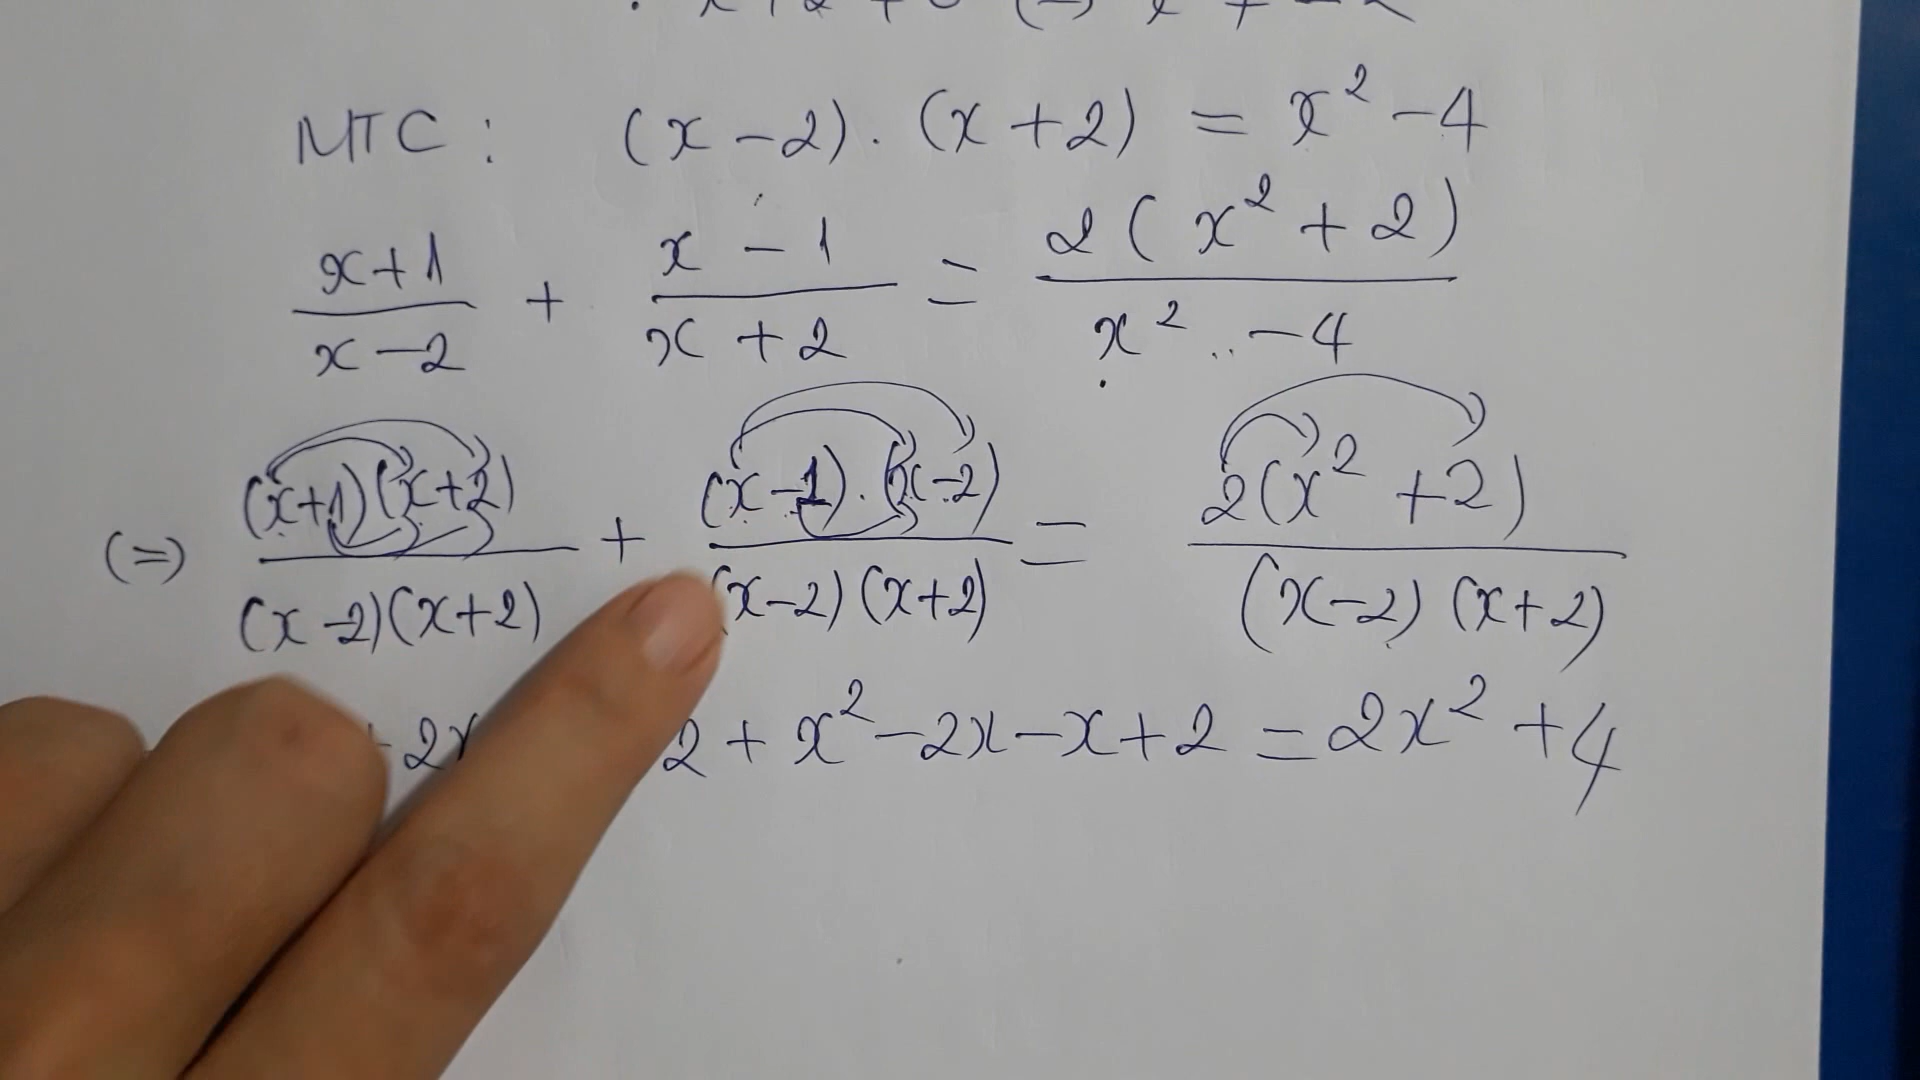 MTC: (x-2).(x+2) = x²-4
(x+1)/(x-2) + (x-1)/(x+2) = 2(x²+2)/(x²-4)
(=) (x+1)(x+2)/(x-2)(x+2) + (x-1).(x-2)/(x-2)(x+2) = 2(x²+2)/(x-2)(x+2)
+2x 2+x²-2x-x+2=2x²+4